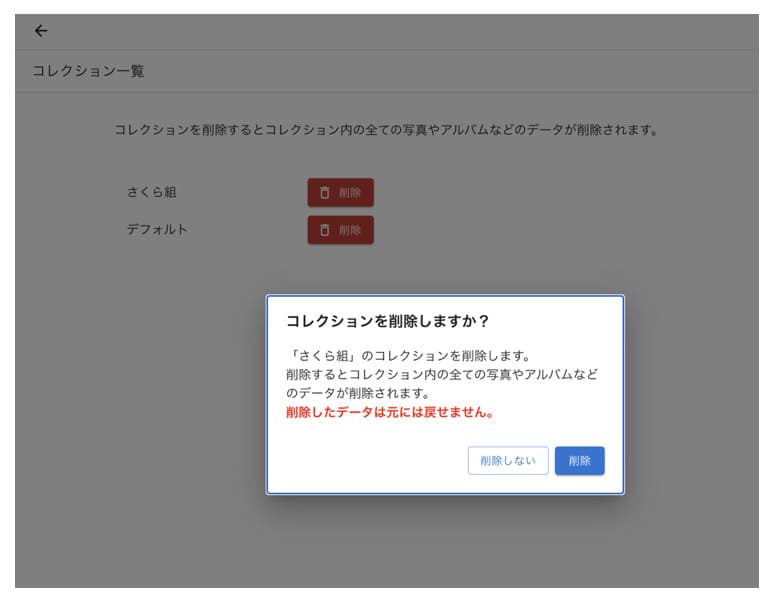 コレクション一覧
コレクションを削除するとコレクション内の全ての写真やアルバムなどのデータが削除されます。
さくら組
削除
デフォルト
削除
コレクションを削除しますか？
「さくら組」のコレクションを削除します。
削除するとコレクション内の全ての写真やアルバムなど
のデータが削除されます。
削除したデータは元には戻せません。
削除しない
削除